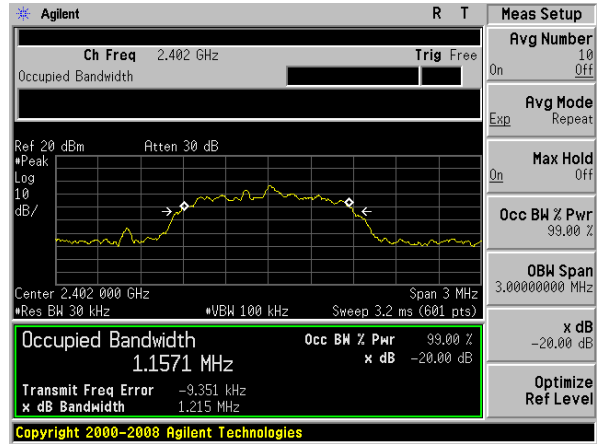 Agilent R T Meas Setup
Avg Number
10
On Off
Ch Freq 2.402 GHz Trig Free
Occupied Bandwidth
Avg Mode
Exp Repeat
Ref 20 dBm Atten 30 dB
#Peak
Log
10
dB/
Max Hold
On Off
Occ BW % Pwr
99.00 %
OBW Span
3.00000000 MHz
Center 2.402 000 GHz Span 3 MHz
#Res BW 30 kHz #VBW 100 kHz Sweep 3.2 ms (601 pts)
x dB
-20.00 dB
Occupied Bandwidth Occ BW % Pwr 99.00 %
1.1571 MHz x dB -20.00 dB
Optimize
Ref Level
Transmit Freq Error -9.351 kHz
x dB Bandwidth 1.215 MHz
Copyright 2000-2008 Agilent Technologies